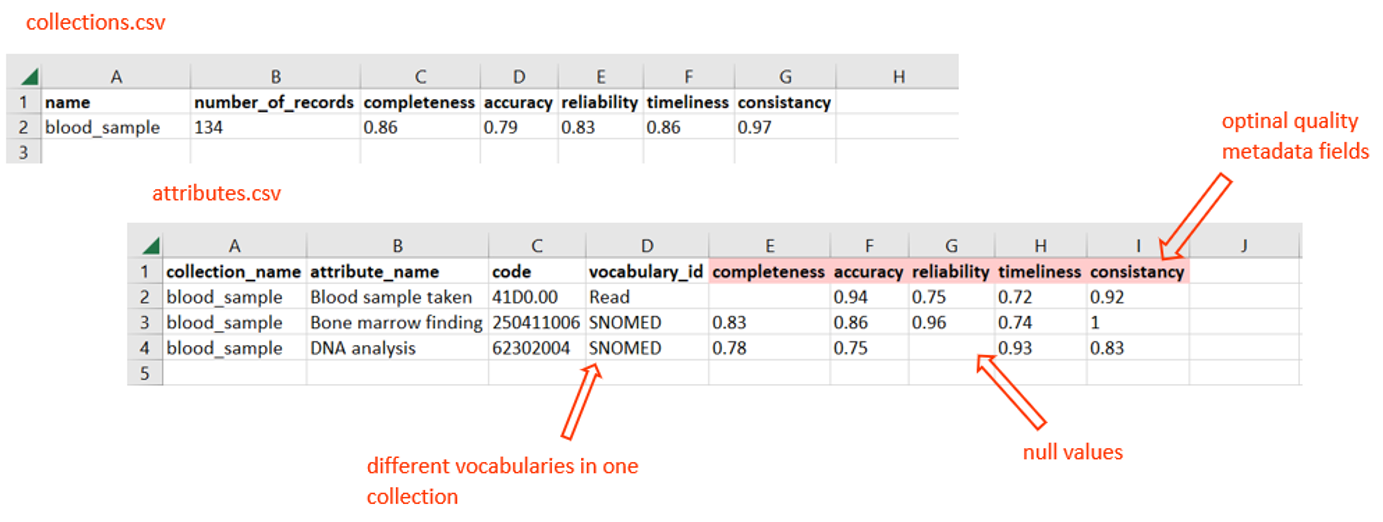 collections.csv
A B C D E F G H
1 name number_of_records completeness accuracy reliability timeliness consistancy
2 blood_sample 134 0.86 0.79 0.83 0.86 0.97
3
optinal quality
metadata fields
attributes.csv
A B C D E F G H I J
1 collection_name attribute_name code vocabulary_id completeness accuracy reliability timeliness consistancy
2 blood_sample Blood sample taken 41D0.00 Read 0.94 0.75 0.72 0.92
3 blood_sample Bone marrow finding 250411006 SNOMED 0.83 0.86 0.96 0.74 1
4 blood_sample DNA analysis 62302004 SNOMED 0.78 0.75 0.93 0.83
5
different vocabularies in one
collection
null values